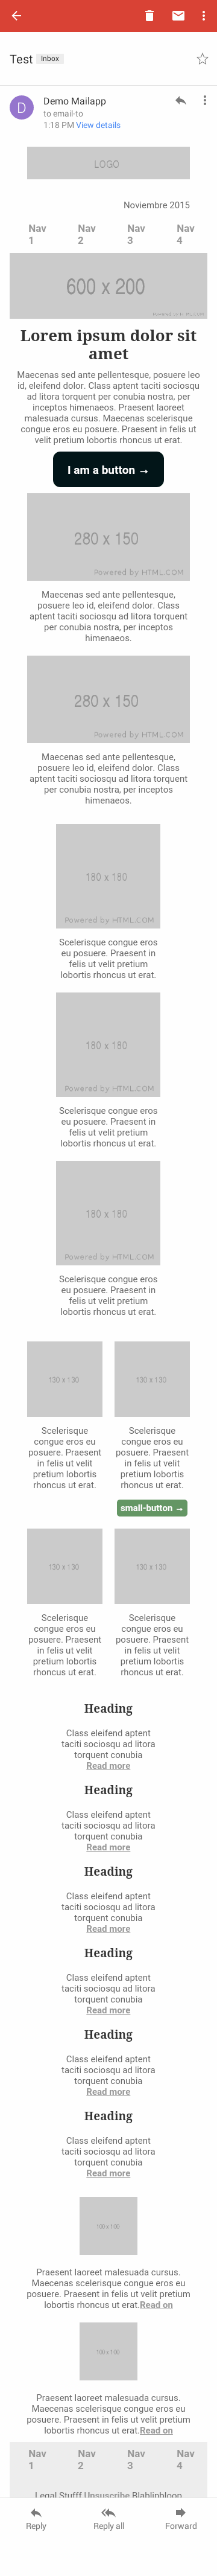 Test Inbox
D
Demo Mailapp
to email-to
1:18 PM View details
LOGO
Noviembre 2015
Nav 1 Nav 2 Nav 3 Nav 4
600 x 200
Powered by HTML.COM
Lorem ipsum dolor sit
amet
Maecenas sed ante pellentesque, posuere leo
id, eleifend dolor. Class aptent taciti sociosqu
ad litora torquent per conubia nostra, per
inceptos himenaeos. Praesent laoreet
malesuada cursus. Maecenas scelerisque
congue eros eu posuere. Praesent in felis ut
velit pretium lobortis rhoncus ut erat.
I am a button →
280 x 150
Powered by HTML.COM
Maecenas sed ante pellentesque,
posuere leo id, eleifend dolor. Class
aptent taciti sociosqu ad litora torquent
per conubia nostra, per inceptos
himenaeos.
280 x 150
Powered by HTML.COM
Maecenas sed ante pellentesque,
posuere leo id, eleifend dolor. Class
aptent taciti sociosqu ad litora torquent
per conubia nostra, per inceptos
himenaeos.
180 x 180
Powered by HTML.COM
Scelerisque congue eros
eu posuere. Praesent in
felis ut velit pretium
lobortis rhoncus ut erat.
180 x 180
Powered by HTML.COM
Scelerisque congue eros
eu posuere. Praesent in
felis ut velit pretium
lobortis rhoncus ut erat.
180 x 180
Powered by HTML.COM
Scelerisque congue eros
eu posuere. Praesent in
felis ut velit pretium
lobortis rhoncus ut erat.
130 x 130
Scelerisque
congue eros eu
posuere. Praesent
in felis ut velit
pretium lobortis
rhoncus ut erat.
130 x 130
Scelerisque
congue eros eu
posuere. Praesent
in felis ut velit
pretium lobortis
rhoncus ut erat.
small-button →
130 x 130
Scelerisque
congue eros eu
posuere. Praesent
in felis ut velit
pretium lobortis
rhoncus ut erat.
130 x 130
Scelerisque
congue eros eu
posuere. Praesent
in felis ut velit
pretium lobortis
rhoncus ut erat.
Heading
Class eleifend aptent
taciti sociosqu ad litora
torquent conubia
Read more
Heading
Class eleifend aptent
taciti sociosqu ad litora
torquent conubia
Read more
Heading
Class eleifend aptent
taciti sociosqu ad litora
torquent conubia
Read more
Heading
Class eleifend aptent
taciti sociosqu ad litora
torquent conubia
Read more
Heading
Class eleifend aptent
taciti sociosqu ad litora
torquent conubia
Read more
Heading
Class eleifend aptent
taciti sociosqu ad litora
torquent conubia
Read more
100 x 100
Praesent laoreet malesuada cursus.
Maecenas scelerisque congue eros eu
posuere. Praesent in felis ut velit pretium
lobortis rhoncus ut erat.Read on
100 x 100
Praesent laoreet malesuada cursus.
Maecenas scelerisque congue eros eu
posuere. Praesent in felis ut velit pretium
lobortis rhoncus ut erat.Read on
Nav 1 Nav 2 Nav 3 Nav 4
Legal Stufff Unsuscribe Blahblibloop
Reply Reply all Forward